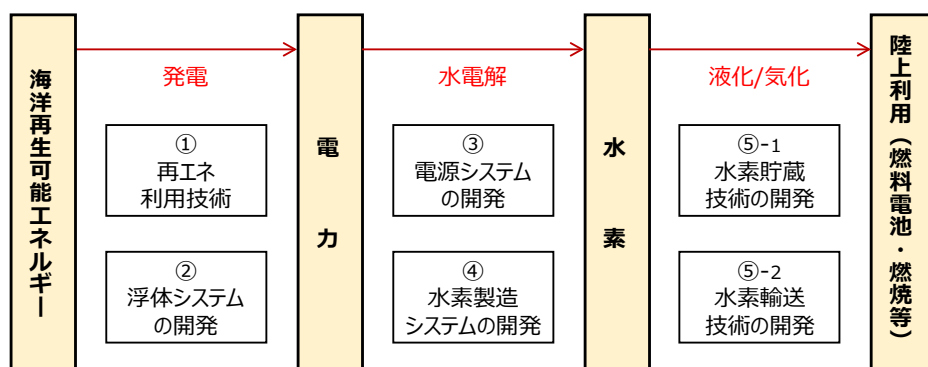 海洋再生可能エネルギー
発電
①
再エネ
利用技術
②
浮体システム
の開発
電力
水電解
③
電源システム
の開発
④
水素製造
システムの開発
水素
液化/気化
⑤-1
水素貯蔵
技術の開発
⑤-2
水素輸送
技術の開発
陸上利用(燃料電池・燃焼等)